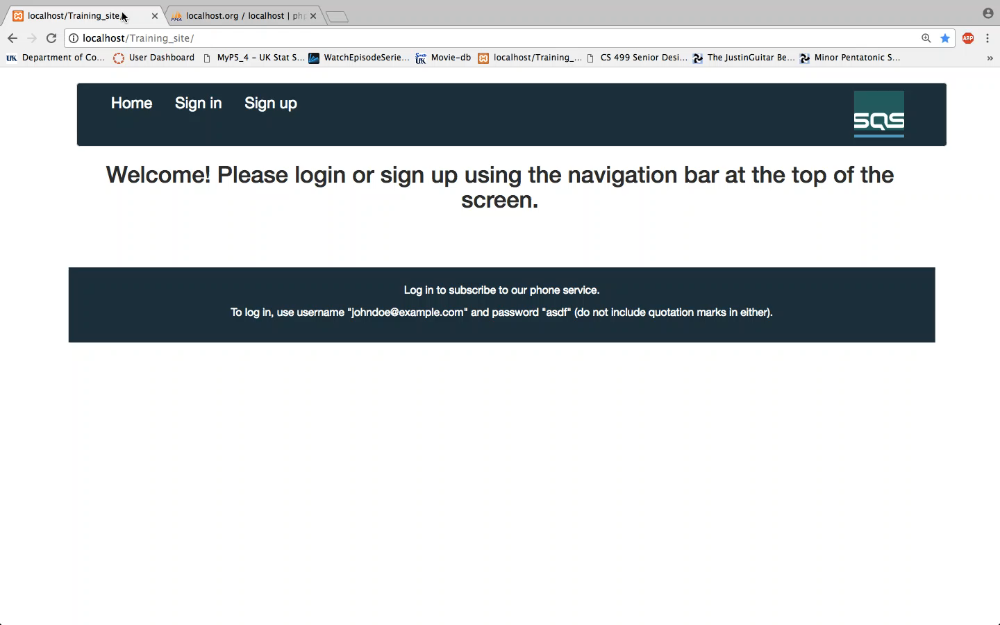 localhost/Training_site/
localhost.org / localhost | php
localhost/Training_site/
ABP
UK Department of Co...
User Dashboard
MyP5_4 – UK Stat S...
WatchEpisodeSerie...
Movie-db
localhost/Training_...
CS 499 Senior Desi...
The JustinGuitar Be...
Minor Pentatonic S...
»
Home
Sign in
Sign up
SQS
Welcome! Please login or sign up using the navigation bar at the top of the
screen.
Log in to subscribe to our phone service.
To log in, use username "johndoe@example.com" and password "asdf" (do not include quotation marks in either).